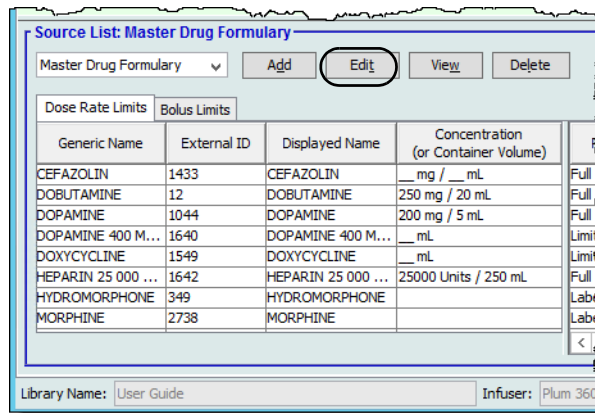 Source List: Master Drug Formulary
Master Drug Formulary Add Edit View Delete
Dose Rate Limits Bolus Limits
Generic Name External ID Displayed Name Concentration
(or Container Volume)
CEFAZOLIN 1433 CEFAZOLIN __ mg / __ mL Full
DOBUTAMINE 12 DOBUTAMINE 250 mg / 20 mL Full
DOPAMINE 1044 DOPAMINE 200 mg / 5 mL Full
DOPAMINE 400 M... 1640 DOPAMINE 400 M... __ mL Limit
DOXYCYCLINE 1549 DOXYCYCLINE __ mL Limit
HEPARIN 25 000 ... 1642 HEPARIN 25 000 ... 25000 Units / 250 mL Full
HYDROMORPHONE 349 HYDROMORPHONE Labe
MORPHINE 2738 MORPHINE Labe
Library Name: User Guide Infuser: Plum 360